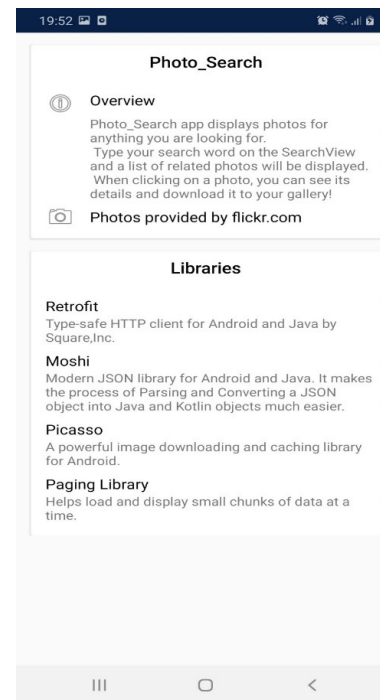 19:52
Photo_Search
Overview
Photo_Search app displays photos for
anything you are looking for.
Type your search word on the SearchView
and a list of related photos will be displayed.
When clicking on a photo, you can see its
details and download it to your gallery!
Photos provided by flickr.com
Libraries
Retrofit
Type-safe HTTP client for Android and Java by
Square,Inc.
Moshi
Modern JSON library for Android and Java. It makes
the process of Parsing and Converting a JSON
object into Java and Kotlin objects much easier.
Picasso
A powerful image downloading and caching library
for Android.
Paging Library
Helps load and display small chunks of data at a
time.